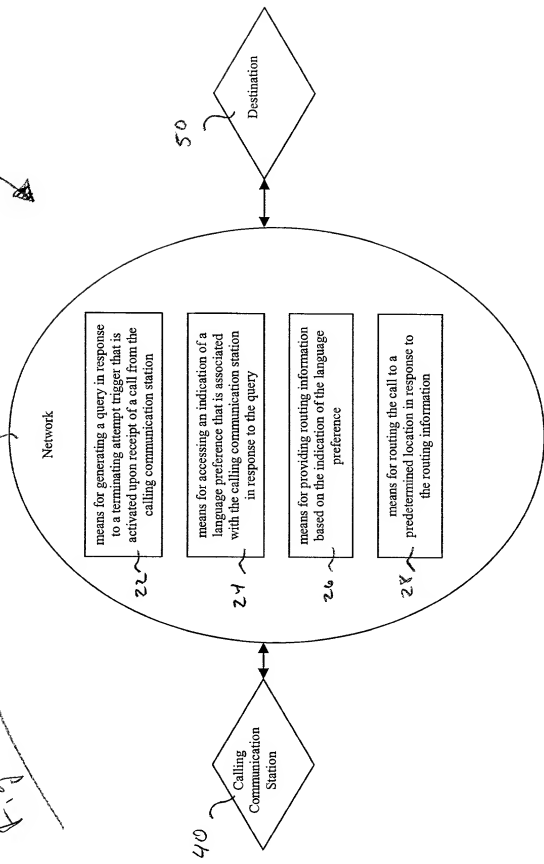 Network
means for generating a query in response
to a terminating attempt trigger that is
activated upon receipt of a call from the
calling communication station
22
means for accessing an indication of a
language preference that is associated
with the calling communication station
in response to the query
24
means for providing routing information
based on the indication of the language
preference
26
means for routing the call to a
predetermined location in response to
the routing information
28
Calling
Communication
Station
40
Destination
50